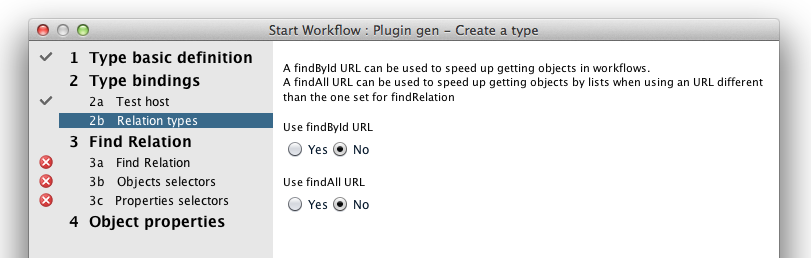 Start Workflow : Plugin gen - Create a type
1 Type basic definition
2 Type bindings
2a Test host
2b Relation types
3 Find Relation
3a Find Relation
3b Objects selectors
3c Properties selectors
4 Object properties
A findById URL can be used to speed up getting objects in workflows.
A findAll URL can be used to speed up getting objects by lists when using an URL different
than the one set for findRelation
Use findById URL
Yes No
Use findAll URL
Yes No